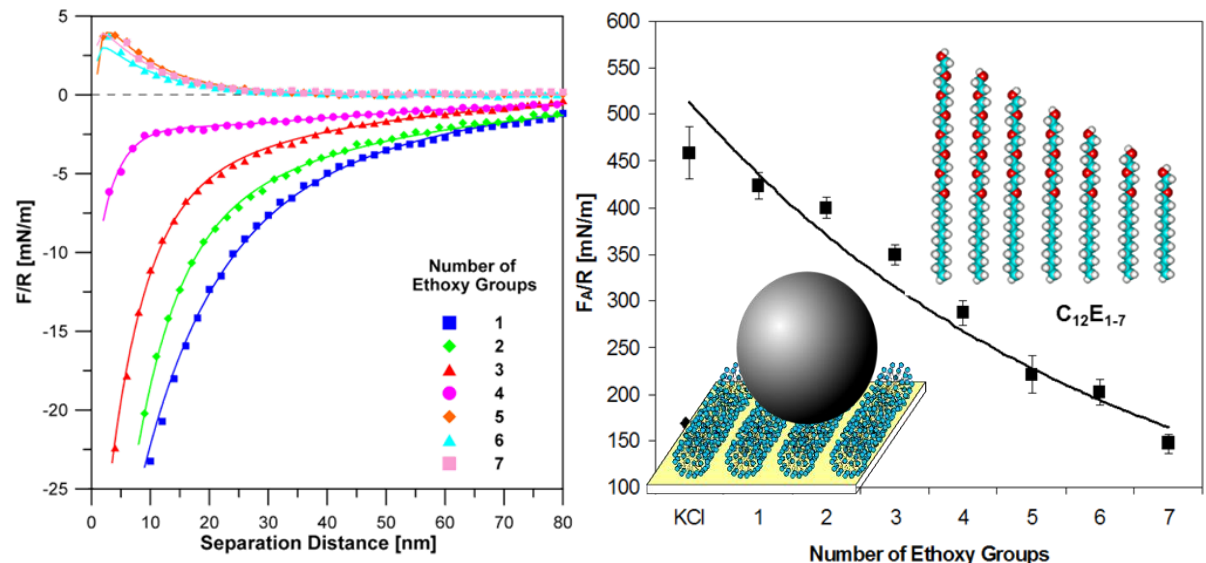 5
0
-5
-10
-15
-20
-25
F/R [mN/m]
0 10 20 30 40 50 60 70 80
Separation Distance [nm]
Number of
Ethoxy Groups
1
2
3
4
5
6
7
600
550
500
450
400
350
300
250
200
150
100
FA/R [mN/m]
C12E1-7
KCl 1 2 3 4 5 6 7
Number of Ethoxy Groups